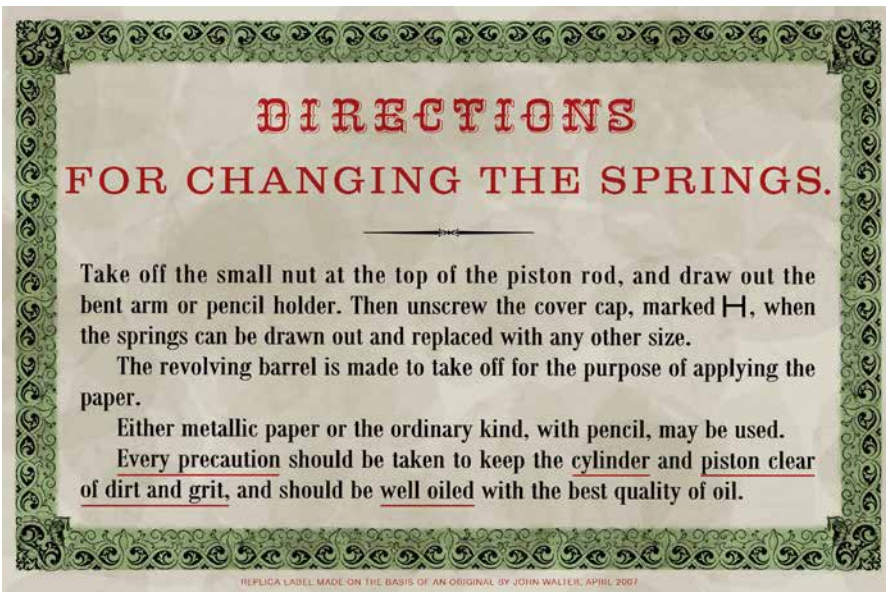 DIRECTIONS
FOR CHANGING THE SPRINGS.
Take off the small nut at the top of the piston rod, and draw out the
bent arm or pencil holder. Then unscrew the cover cap, marked H, when
the springs can be drawn out and replaced with any other size.
The revolving barrel is made to take off for the purpose of applying the
paper.
Either metallic paper or the ordinary kind, with pencil, may be used.
Every precaution should be taken to keep the cylinder and piston clear
of dirt and grit, and should be well oiled with the best quality of oil.
REPLICA LABEL MADE ON THE BASIS OF AN ORIGINAL BY JOHN WALTER, APRIL 2007